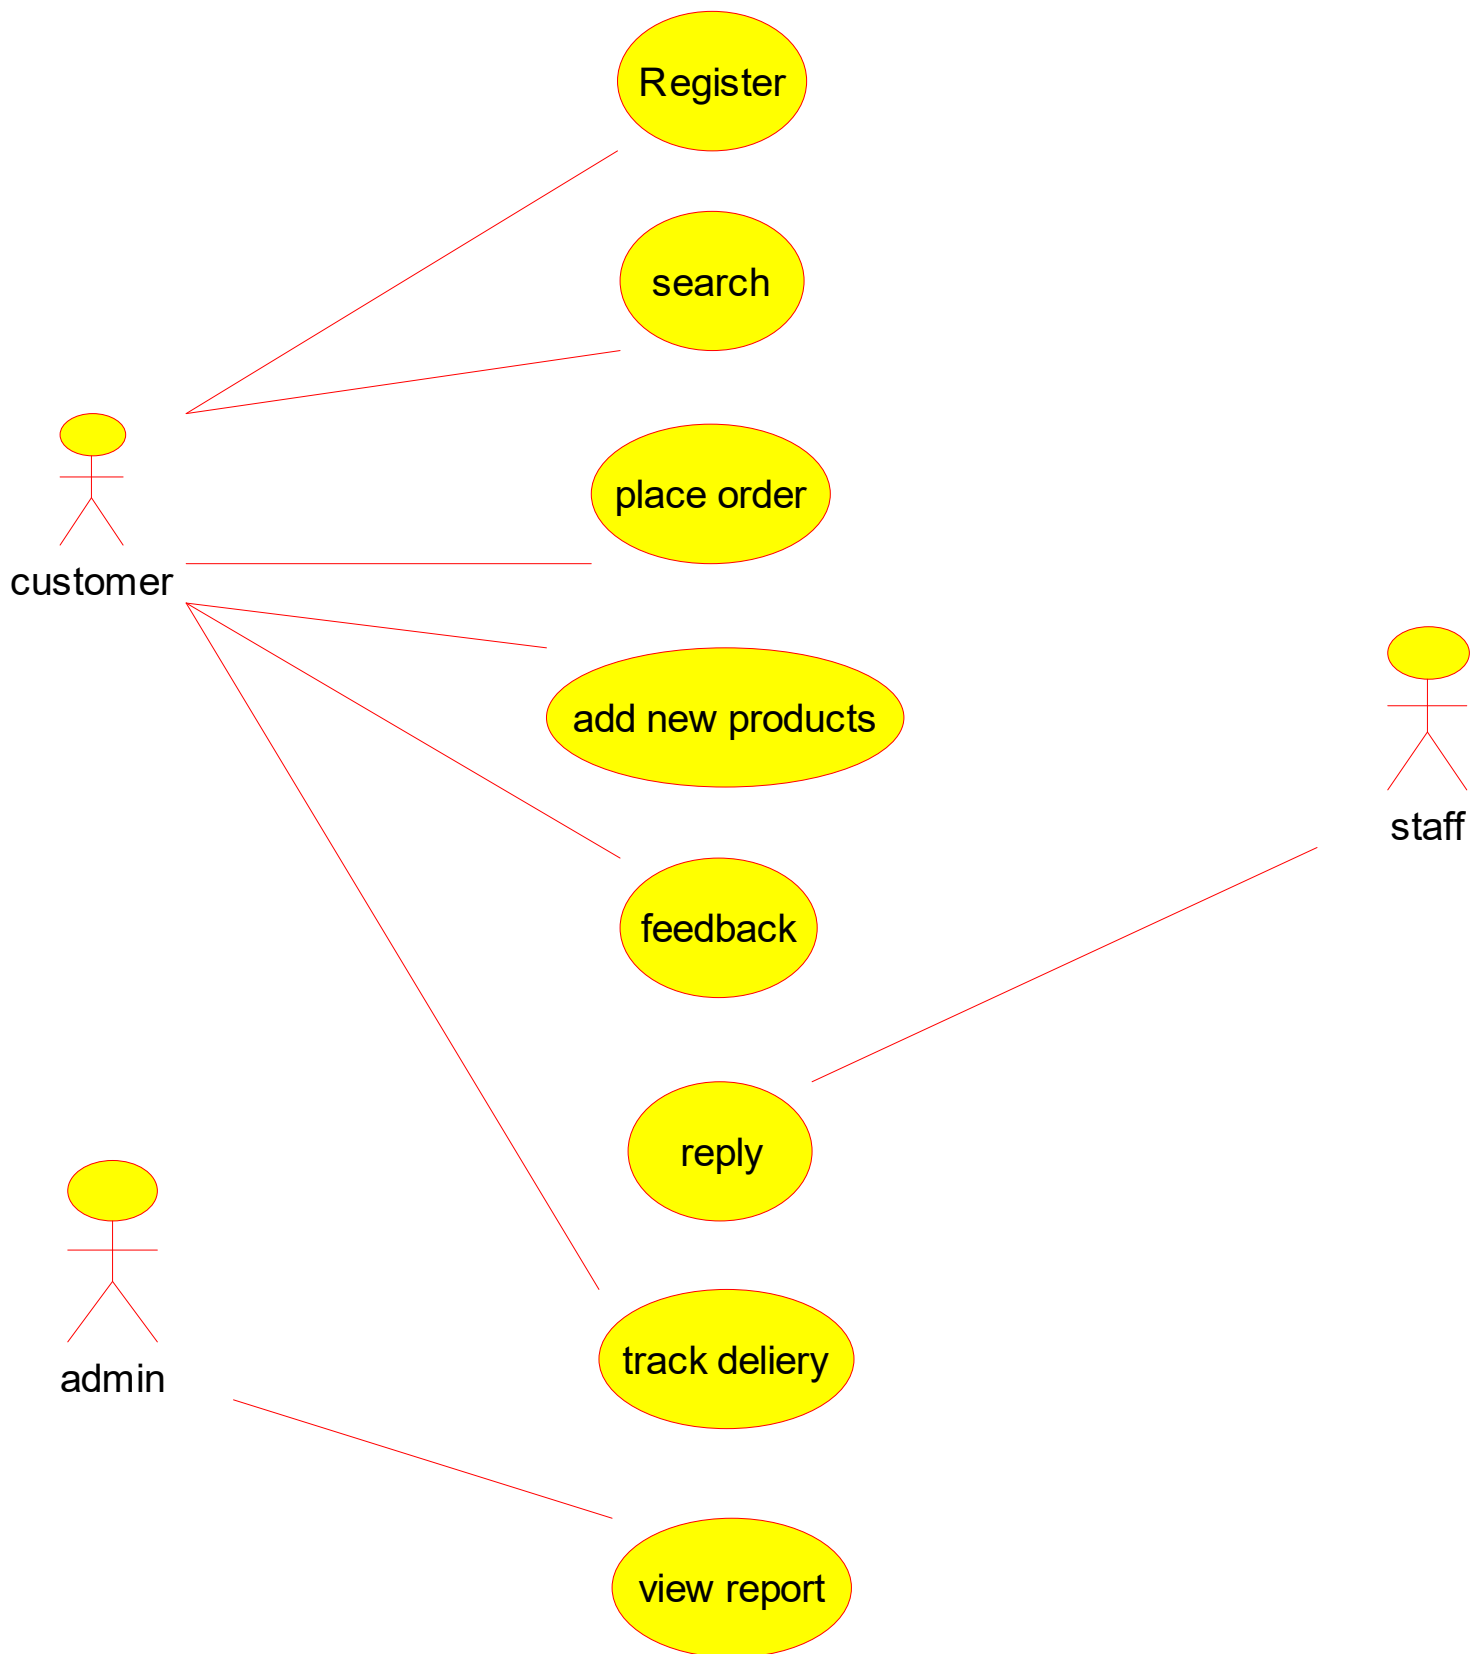 Register
search
place order
customer
add new products
staff
feedback
reply
track deliery
admin
view report